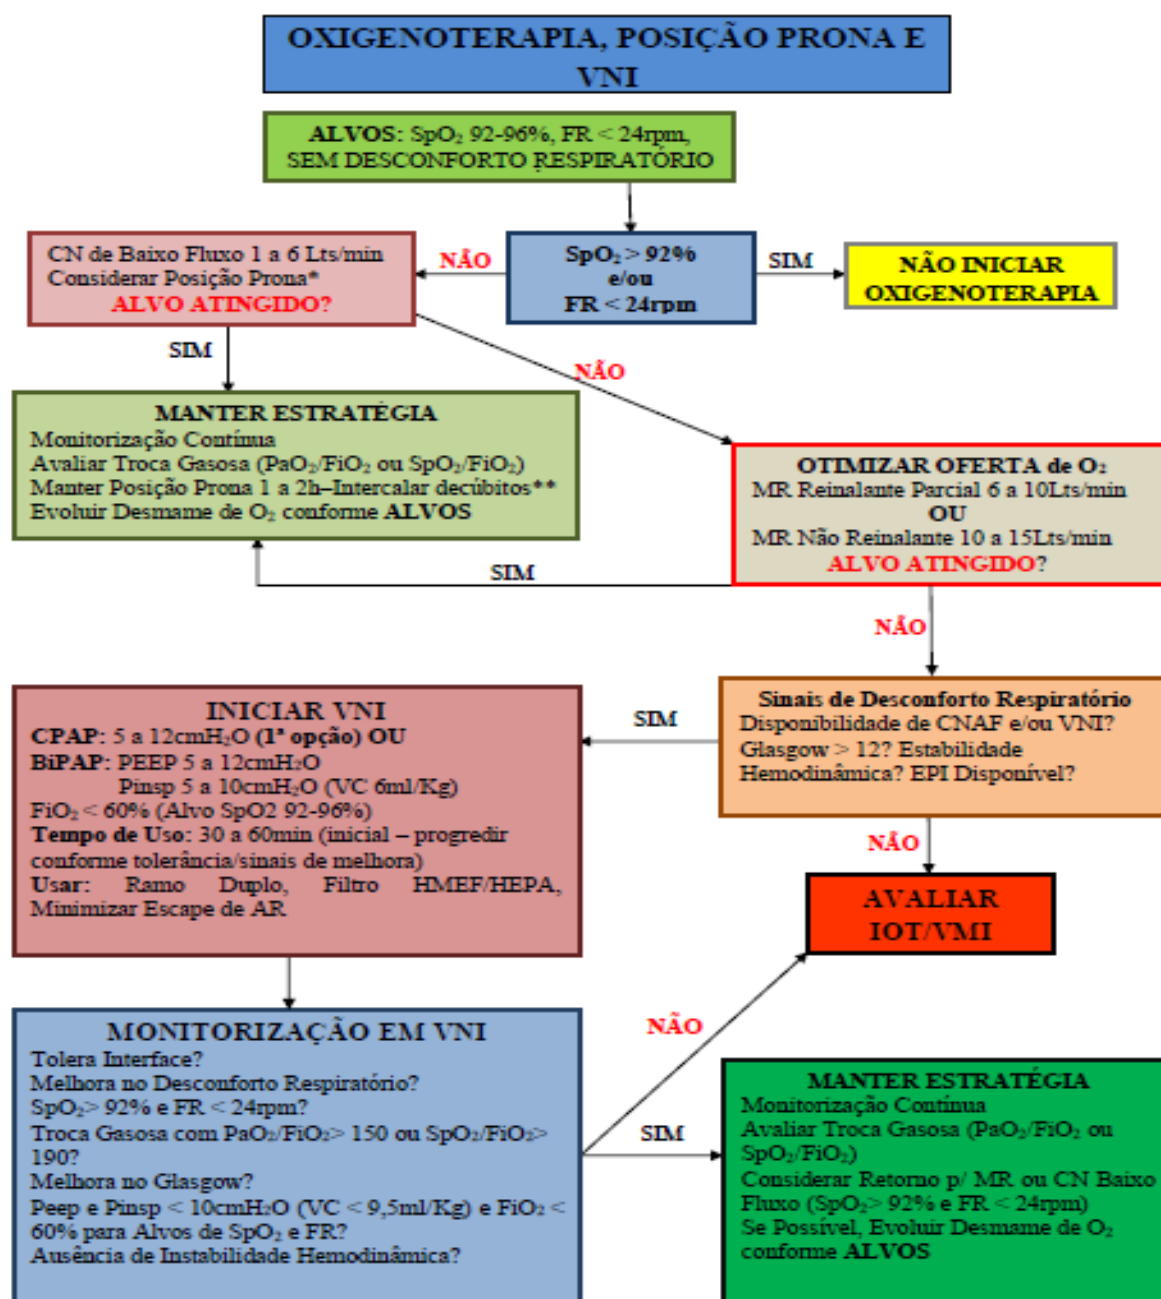 OXIGENOTERAPIA, POSIÇÃO PRONA E
VNI
ALVOS: SpO₂ 92-96%, FR < 24rpm,
SEM DESCONFORTO RESPIRATÓRIO
CN de Baixo Fluxo 1 a 6 Lts/min
Considerar Posição Prona*
ALVO ATINGIDO?
NÃO
SpO₂ > 92%
e/ou
FR < 24rpm
SIM
NÃO INICIAR
OXIGENOTERAPIA
SIM
NÃO
MANTER ESTRATÉGIA
Monitorização Contínua
Avaliar Troca Gasosa (PaO₂/FiO₂ ou SpO₂/FiO₂)
Manter Posição Prona 1 a 2h–Intercalar decúbitos**
Evoluir Desmame de O₂ conforme ALVOS
OTIMIZAR OFERTA de O₂
MR Reinalante Parcial 6 a 10Lts/min
OU
MR Não Reinalante 10 a 15Lts/min
ALVO ATINGIDO?
SIM
NÃO
INICIAR VNI
CPAP: 5 a 12cmH₂O (1ª opção) OU
BiPAP: PEEP 5 a 12cmH₂O
Pinsp 5 a 10cmH₂O (VC 6ml/Kg)
FiO₂ < 60% (Alvo SpO2 92-96%)
Tempo de Uso: 30 a 60min (inicial – progredir
conforme tolerância/sinais de melhora)
Usar: Ramo Duplo, Filtro HMEF/HEPA,
Minimizar Escape de AR
SIM
Sinais de Desconforto Respiratório
Disponibilidade de CNAF e/ou VNI?
Glasgow > 12? Estabilidade
Hemodinâmica? EPI Disponível?
NÃO
AVALIAR
IOT/VMI
MONITORIZAÇÃO EM VNI
Tolera Interface?
Melhora no Desconforto Respiratório?
SpO₂> 92% e FR < 24rpm?
Troca Gasosa com PaO₂/FiO₂> 150 ou SpO₂/FiO₂>
190?
Melhora no Glasgow?
Peep e Pinsp < 10cmH₂O (VC < 9,5ml/Kg) e FiO₂ <
60% para Alvos de SpO₂ e FR?
Ausência de Instabilidade Hemodinâmica?
NÃO
SIM
MANTER ESTRATÉGIA
Monitorização Contínua
Avaliar Troca Gasosa (PaO₂/FiO₂ ou
SpO₂/FiO₂)
Considerar Retorno p/ MR ou CN Baixo
Fluxo (SpO₂> 92% e FR < 24rpm)
Se Possível, Evoluir Desmame de O₂
conforme ALVOS